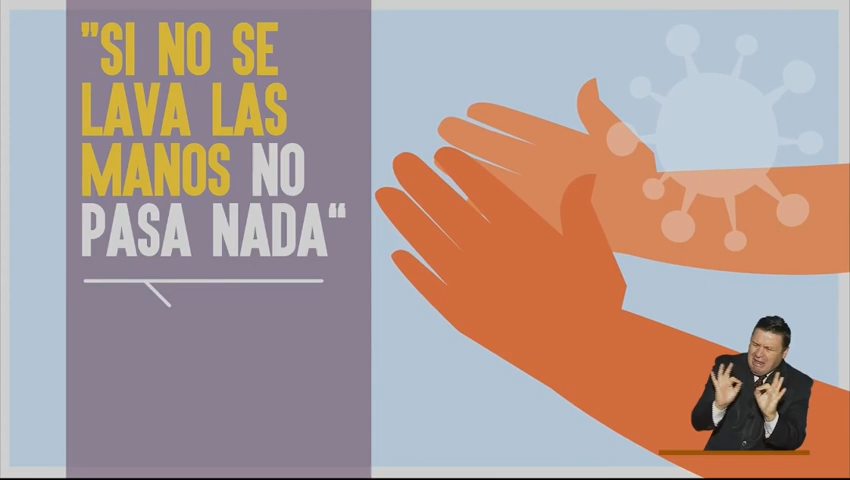 "SI NO SE
LAVA LAS
MANOS NO
PASA NADA“